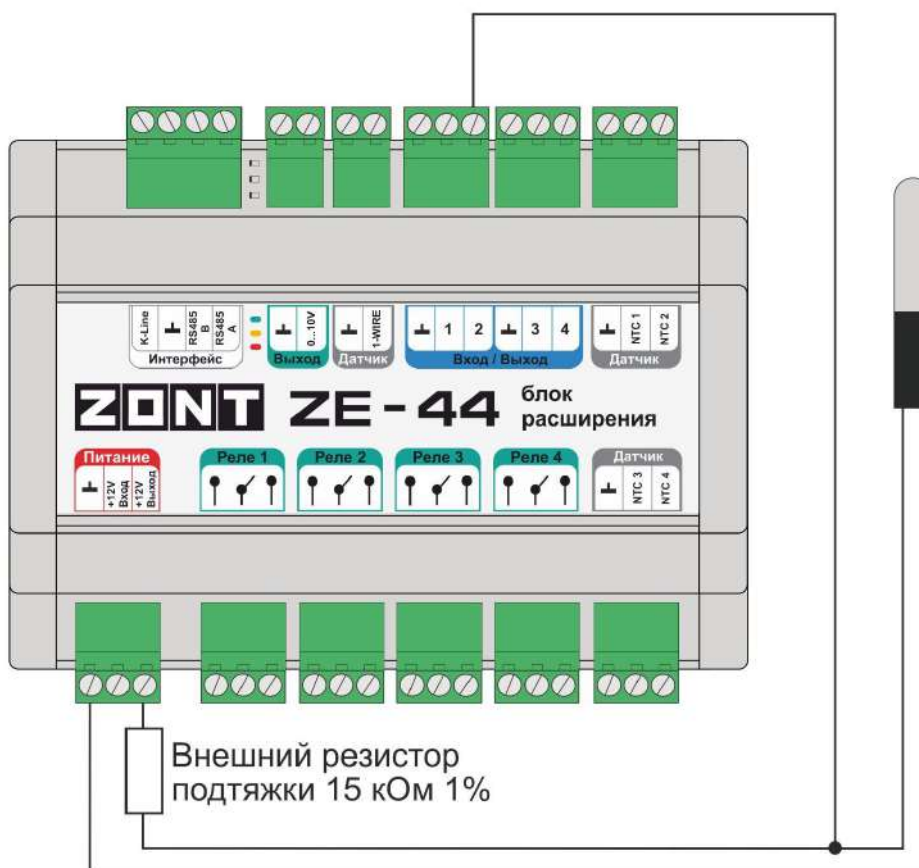 K-Line
RS485 B
RS485 A
Интерфейс
0...10V
Выход
1-WIRE
Датчик
1 2 3 4
Вход / Выход
NTC 1
NTC 2
Датчик
ZONT ZE-44 блок
расширения
Питание
+12V Вход
+12V Выход
Реле 1
Реле 2
Реле 3
Реле 4
Датчик
NTC 3
NTC 4
Внешний резистор
подтяжки 15 кОм 1%